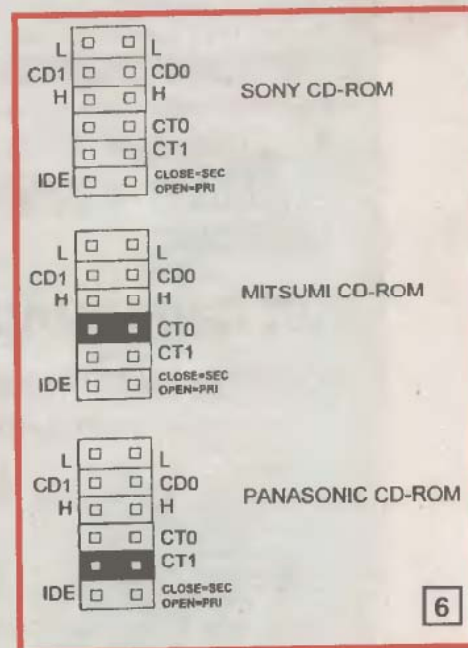 L L
CD1 CD0
H H
SONY CD-ROM
CT0
CT1
IDE CLOSE=SEC
OPEN=PRI
L L
CD1 CD0
H H
MITSUMI CD-ROM
CT0
CT1
IDE CLOSE=SEC
OPEN=PRI
L L
CD1 CD0
H H
PANASONIC CD-ROM
CT0
CT1
IDE CLOSE=SEC
OPEN=PRI
6